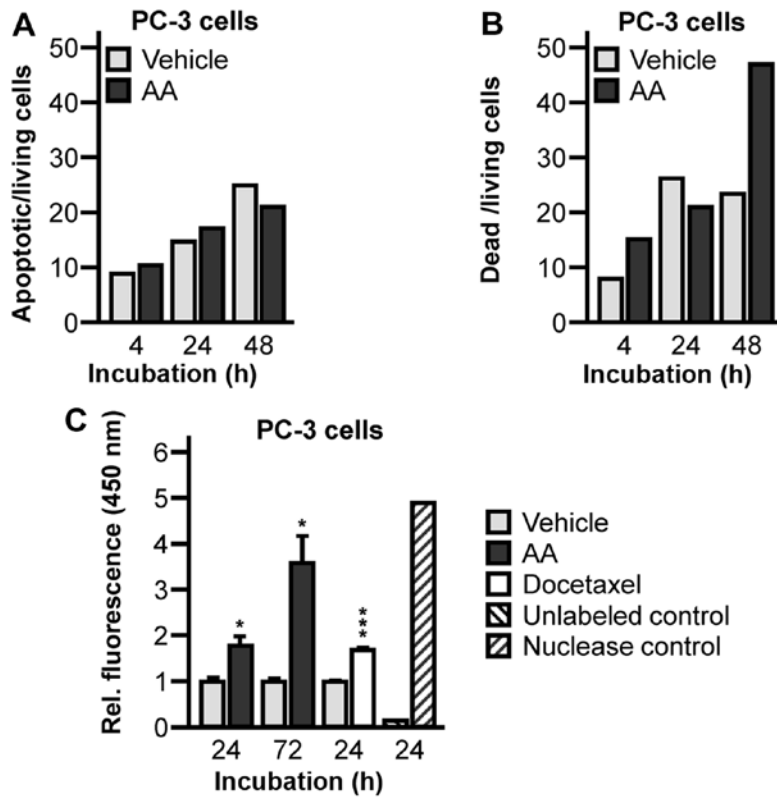 A
PC-3 cells
Apoptotic/living cells
50
40
30
20
10
0
Vehicle
AA
4 24 48
Incubation (h)
B
PC-3 cells
Dead /living cells
50
40
30
20
10
0
Vehicle
AA
4 24 48
Incubation (h)
C
PC-3 cells
Rel. fluorescence (450 nm)
6
5
4
3
2
1
0
*
*
***
24 72 24 24
Incubation (h)
Vehicle
AA
Docetaxel
Unlabeled control
Nuclease control